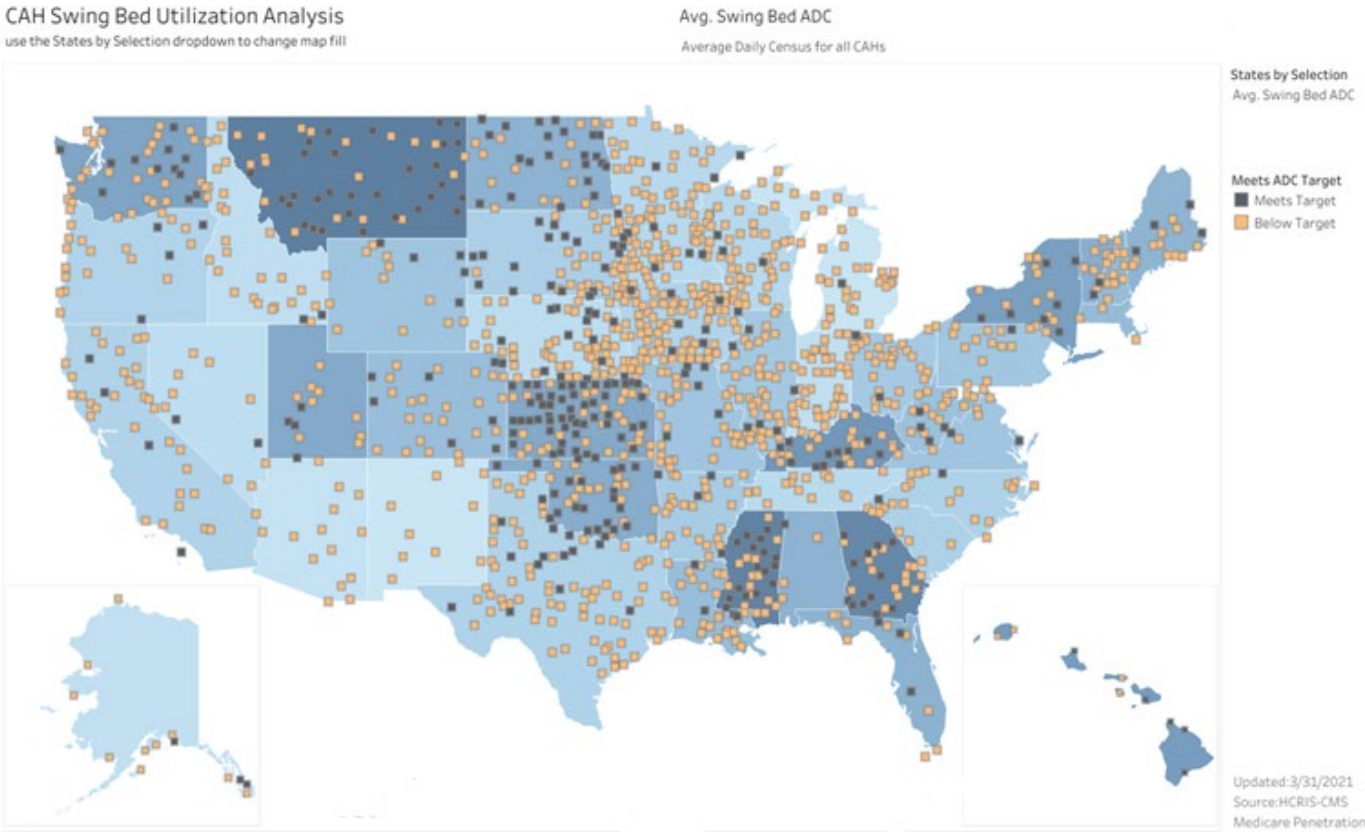 CAH Swing Bed Utilization Analysis
use the States by Selection dropdown to change map fill
Avg. Swing Bed ADC
Average Daily Census for all CAHs
States by Selection
Avg. Swing Bed ADC
Meets ADC Target
Meets Target
Below Target
Updated:3/31/2021
Source:HCRIS-CMS
Medicare Penetration